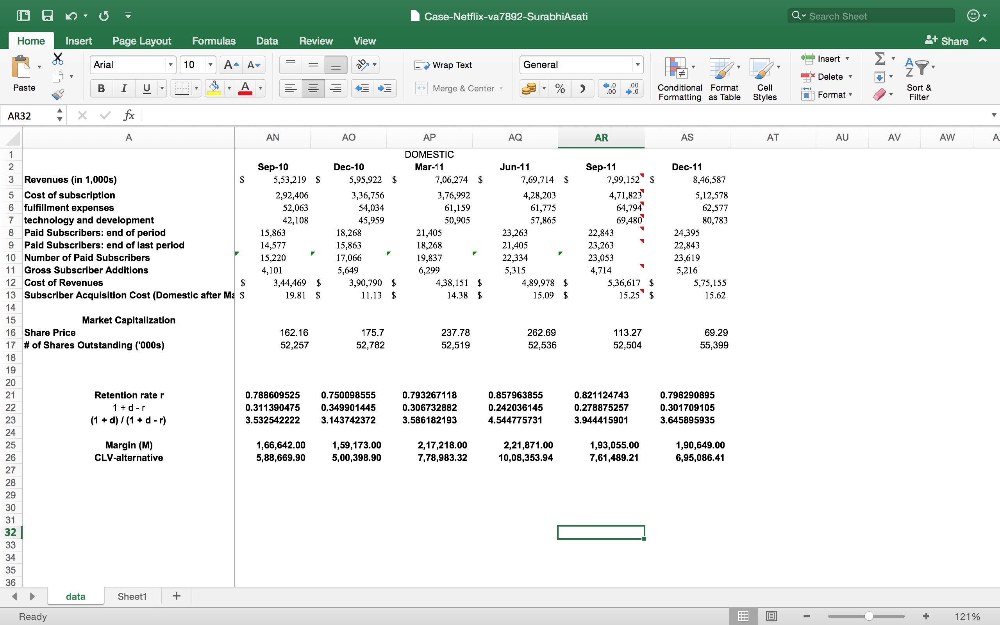 Case-Netflix-va7892-SurabhiAsati
Search Sheet
Home Insert Page Layout Formulas Data Review View Share
Paste Arial 10 A A Wrap Text General Insert
Delete
B I U A Merge & Center % .0 .00 .00 .0 Conditional Formatting Format as Table Cell Styles Format Sort & Filter
AR32 fx
A AN AO AP AQ AR AS AT AU AV AW
1 DOMESTIC
2 Sep-10 Dec-10 Mar-11 Jun-11 Sep-11 Dec-11
3 Revenues (in 1,000s) $ 5,53,219 $ 5,95,922 $ 7,06,274 $ 7,69,714 $ 7,99,152 $ 8,46,587
5 Cost of subscription 2,92,406 3,36,756 3,76,992 4,28,203 4,71,823 5,12,578
6 fulfillment expenses 52,063 54,034 61,159 61,775 64,794 62,577
7 technology and development 42,108 45,959 50,905 57,865 69,480 80,783
8 Paid Subscribers: end of period 15,863 18,268 21,405 23,263 22,843 24,395
9 Paid Subscribers: end of last period 14,577 15,863 18,268 21,405 23,263 22,843
10 Number of Paid Subscribers 15,220 17,066 19,837 22,334 23,053 23,619
11 Gross Subscriber Additions 4,101 5,649 6,299 5,315 4,714 5,216
12 Cost of Revenues $ 3,44,469 $ 3,90,790 $ 4,38,151 $ 4,89,978 $ 5,36,617 $ 5,75,155
13 Subscriber Acquisition Cost (Domestic after Ma $ 19.81 $ 11.13 $ 14.38 $ 15.09 $ 15.25 $ 15.62
14
15 Market Capitalization
16 Share Price 162.16 175.7 237.78 262.69 113.27 69.29
17 # of Shares Outstanding ('000s) 52,257 52,782 52,519 52,536 52,504 55,399
18
19
20
21 Retention rate r 0.788609525 0.750098555 0.793267118 0.857963855 0.821124743 0.798290895
22 1 + d - r 0.311390475 0.349901445 0.306732882 0.242036145 0.278875257 0.301709105
23 (1 + d) / (1 + d - r) 3.532542222 3.143742372 3.586182193 4.544775731 3.944415901 3.645895935
24
25 Margin (M) 1,66,642.00 1,59,173.00 2,17,218.00 2,21,871.00 1,93,055.00 1,90,649.00
26 CLV-alternative 5,88,669.90 5,00,398.90 7,78,983.32 10,08,353.94 7,61,489.21 6,95,086.41
27
28
29
30
31
32
33
34
35
36
data Sheet1 +
Ready 121%